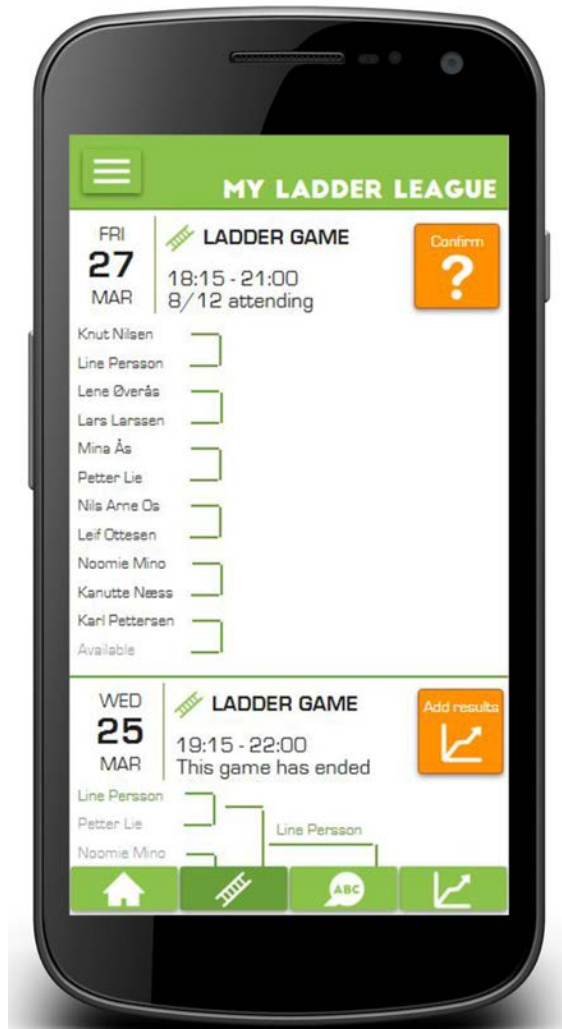 MY LADDER LEAGUE
FRI
27
MAR
LADDER GAME
18:15 - 21:00
8/12 attending
Confirm
?
Knut Nilsen
Line Persson
Lene Øverås
Lars Larssen
Mina Ås
Petter Lie
Nils Arne Os
Leif Ottesen
Noomie Mino
Kanutte Næss
Karl Pettersen
Available
WED
25
MAR
LADDER GAME
19:15 - 22:00
This game has ended
Add results
Line Persson
Petter Lie
Line Persson
Noomie Mino
ABC